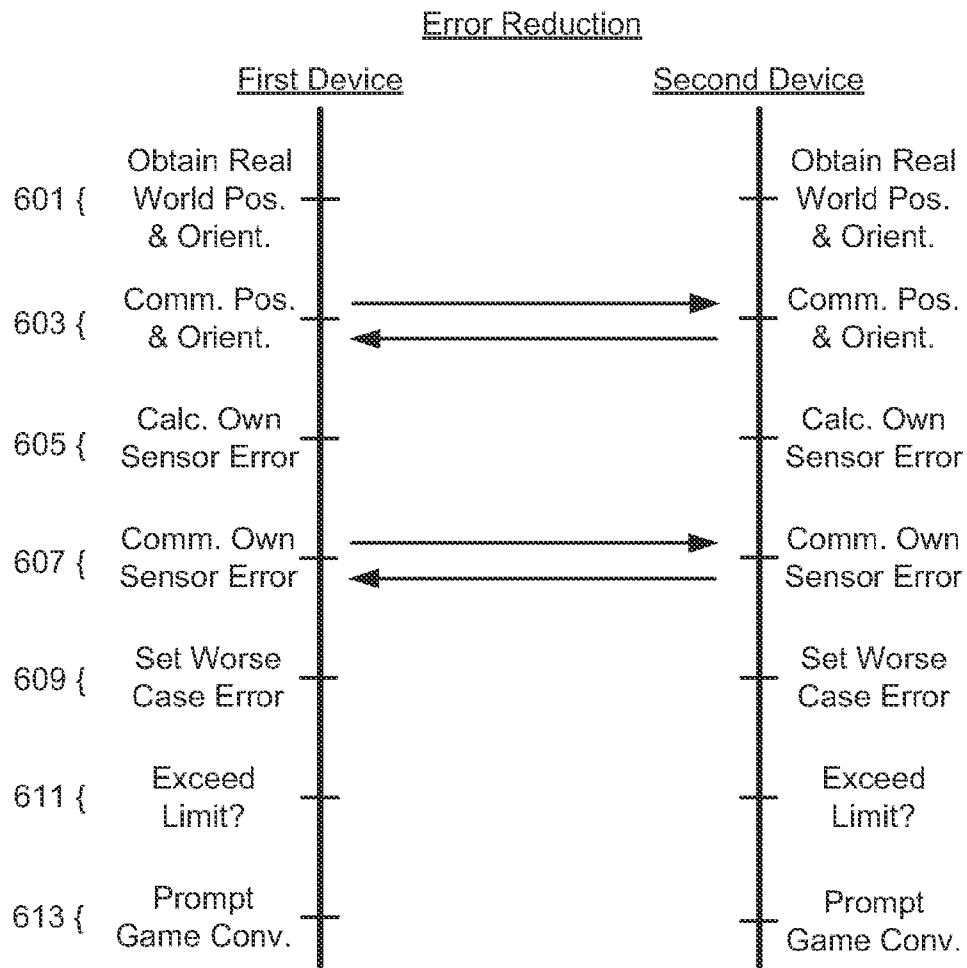 Error Reduction
First Device
Second Device
601 {
Obtain Real
World Pos.
& Orient.
Obtain Real
World Pos.
& Orient.
603 {
Comm. Pos.
& Orient.
Comm. Pos.
& Orient.
605 {
Calc. Own
Sensor Error
Calc. Own
Sensor Error
607 {
Comm. Own
Sensor Error
Comm. Own
Sensor Error
609 {
Set Worse
Case Error
Set Worse
Case Error
611 {
Exceed
Limit?
Exceed
Limit?
613 {
Prompt
Game Conv.
Prompt
Game Conv.